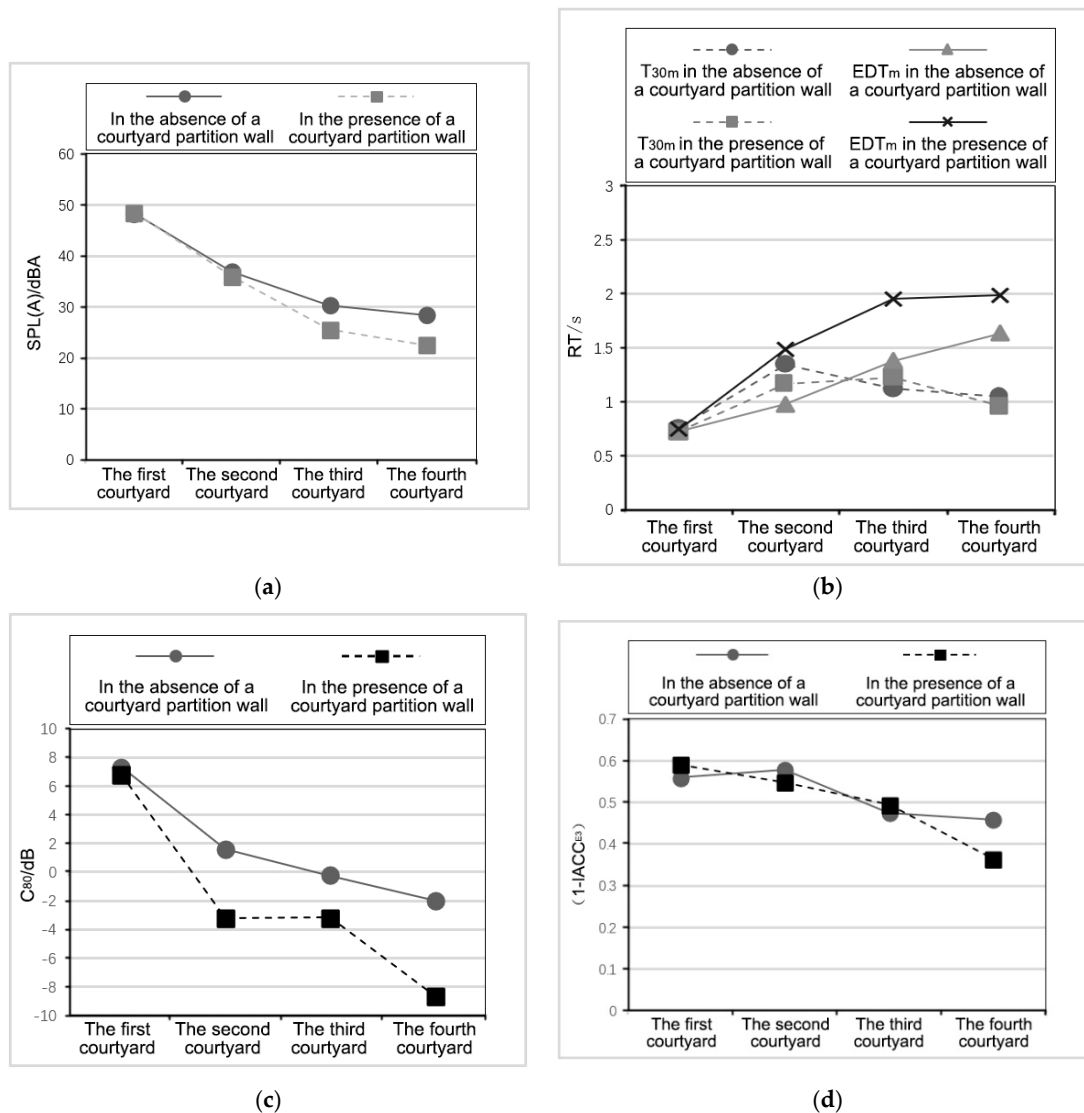 In the absence of a
courtyard partition wall
In the presence of a
courtyard partition wall
60
50
40
30
20
10
0
SPL(A)/dBA
The first
courtyard
The second
courtyard
The third
courtyard
The fourth
courtyard
(a)
T30m in the absence of
a courtyard partition wall
EDTm in the absence of
a courtyard partition wall
T30m in the presence of
a courtyard partition wall
EDTm in the presence of
a courtyard partition wall
3
2.5
2
1.5
1
0.5
0
RT/s
The first
courtyard
The second
courtyard
The third
courtyard
The fourth
courtyard
(b)
In the absence of a
courtyard partition wall
In the presence of a
courtyard partition wall
10
8
6
4
2
0
-2
-4
-6
-8
-10
C80/dB
The first
courtyard
The second
courtyard
The third
courtyard
The fourth
courtyard
(c)
In the absence of a
courtyard partition wall
In the presence of a
courtyard partition wall
0.7
0.6
0.5
0.4
0.3
0.2
0.1
0
(1-IACCE3)
The first
courtyard
The second
courtyard
The third
courtyard
The fourth
courtyard
(d)